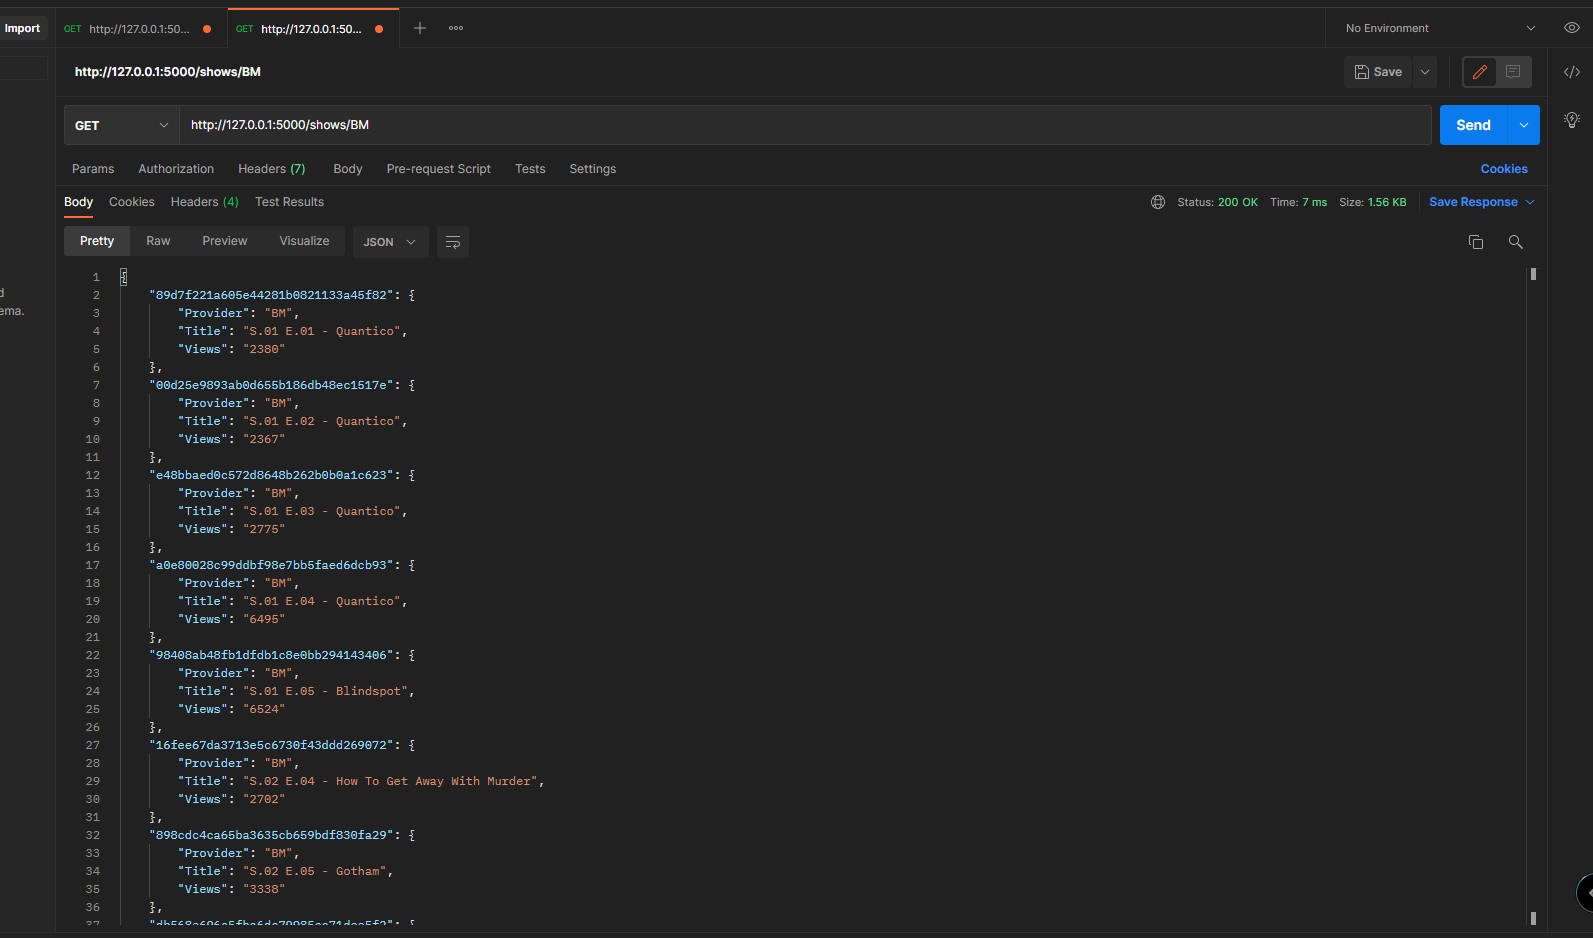 Import
GET http://127.0.0.1:50...
GET http://127.0.0.1:50...
No Environment
http://127.0.0.1:5000/shows/BM
Save
GET
http://127.0.0.1:5000/shows/BM
Send
Params Authorization Headers (7) Body Pre-request Script Tests Settings
Cookies
Body Cookies Headers (4) Test Results
Status: 200 OK Time: 7 ms Size: 1.56 KB
Save Response
Pretty Raw Preview Visualize JSON
d
ema.
1 {
2 "89d7f221a605e44281b0821133a45f82": {
3 "Provider": "BM",
4 "Title": "S.01 E.01 - Quantico",
5 "Views": "2380"
6 },
7 "00d25e9893ab0d655b186db48ec1517e": {
8 "Provider": "BM",
9 "Title": "S.01 E.02 - Quantico",
10 "Views": "2367"
11 },
12 "e48bbaed0c572d8648b262b0b0a1c623": {
13 "Provider": "BM",
14 "Title": "S.01 E.03 - Quantico",
15 "Views": "2775"
16 },
17 "a0e80028c99ddbf98e7bb5faed6dcb93": {
18 "Provider": "BM",
19 "Title": "S.01 E.04 - Quantico",
20 "Views": "6495"
21 },
22 "98408ab48fb1dfdb1c8e0bb294143406": {
23 "Provider": "BM",
24 "Title": "S.01 E.05 - Blindspot",
25 "Views": "6524"
26 },
27 "16fee67da3713e5c6730f43ddd269072": {
28 "Provider": "BM",
29 "Title": "S.02 E.04 - How To Get Away With Murder",
30 "Views": "2702"
31 },
32 "898cdc4ca65ba3635cb659bdf830fa29": {
33 "Provider": "BM",
34 "Title": "S.02 E.05 - Gotham",
35 "Views": "3338"
36 },
37